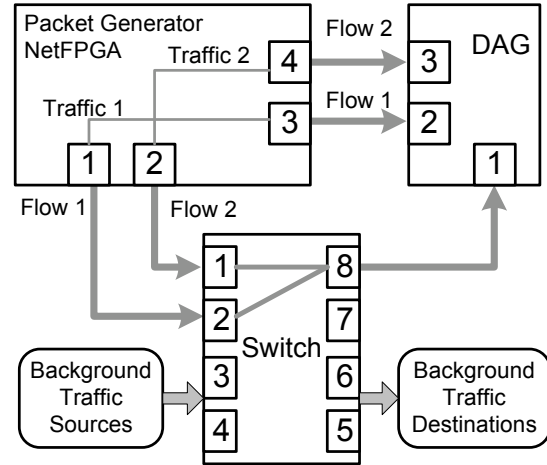 Packet Generator
NetFPGA
Traffic 2
Traffic 1
4
3
1
2
Flow 2
Flow 1
DAG
3
2
1
Flow 1
Flow 2
1
2
3
4
8
7
6
5
Switch
Background
Traffic
Sources
Background
Traffic
Destinations